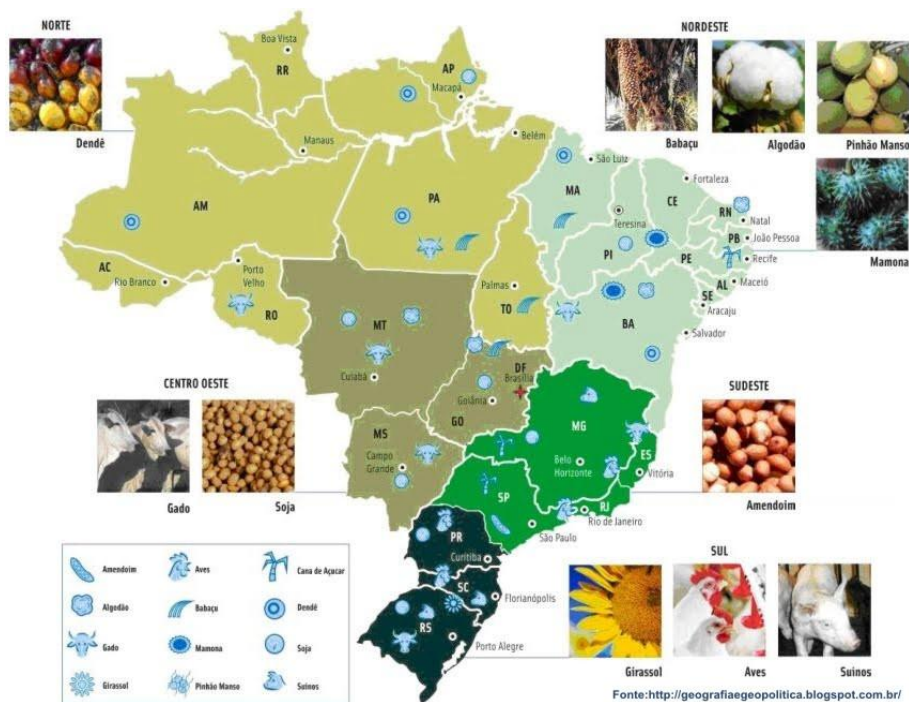 NORTE
Dendê
NORDESTE
Babaçu
Algodão
Pinhão Manso
Mamona
Boa Vista
RR
AP
Macapá
Belém
Manaus
AM
PA
São Luiz
MA
Fortaleza
CE
Teresina
RN
Natal
PB
João Pessoa
PI
PE
Recife
AL
Maceió
SE
Aracaju
AC
Rio Branco
Porto
Velho
RO
Palmas
TO
BA
Salvador
MT
Cuiabá
DF
Brasília
Goiânia
GO
MS
Campo
Grande
MG
Belo
Horizonte
ES
Vitória
SP
São Paulo
RJ
Rio de Janeiro
PR
Curitiba
SC
Florianópolis
RS
Porto Alegre
CENTRO OESTE
Gado
Soja
SUDESTE
Amendoim
SUL
Girassol
Aves
Suinos
Amendoim
Aves
Cana de Açucar
Algodão
Babaçu
Dendê
Gado
Mamona
Soja
Girassol
Pinhão Manso
Suinos
Fonte:http://geografiaegeopolitica.blogspot.com.br/